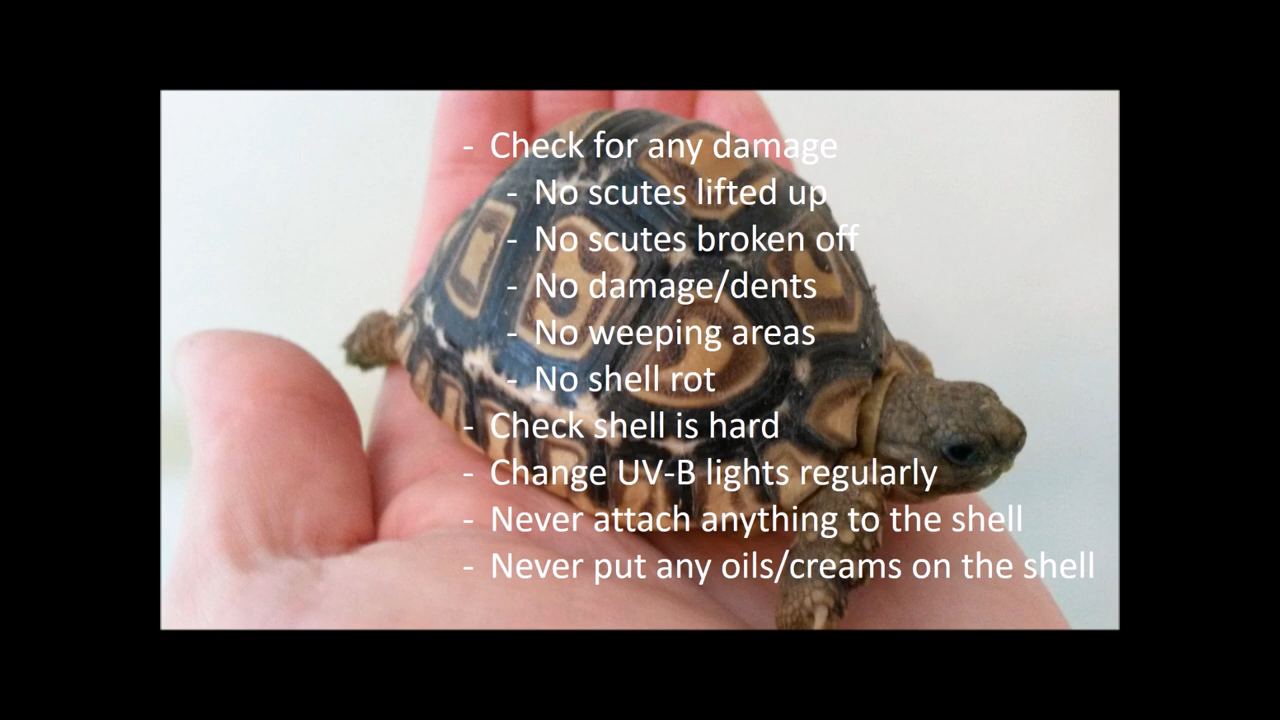 - Check for any damage
- No scutes lifted up
- No scutes broken off
- No damage/dents
- No weeping areas
- No shell rot
- Check shell is hard
- Change UV-B lights regularly
- Never attach anything to the shell
- Never put any oils/creams on the shell